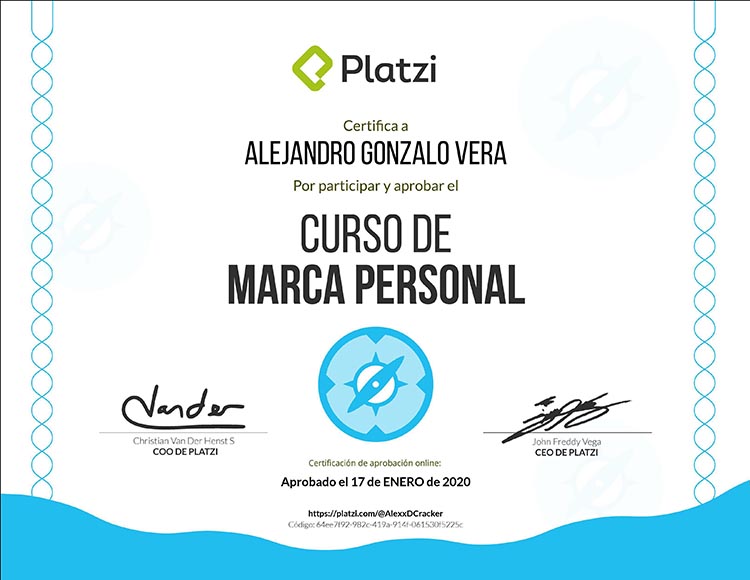 Platzi
Certifica a
ALEJANDRO GONZALO VERA
Por participar y aprobar el
CURSO DE
MARCA PERSONAL
Vander
Christian Van Der Henst S
COO DE PLATZI
John Freddy Vega
CEO DE PLATZI
Certificación de aprobación online:
Aprobado el 17 de ENERO de 2020
https://platzi.com/@AlexxDCracker
Código: 64ee7f92-982c-419a-914f-061530f5225c